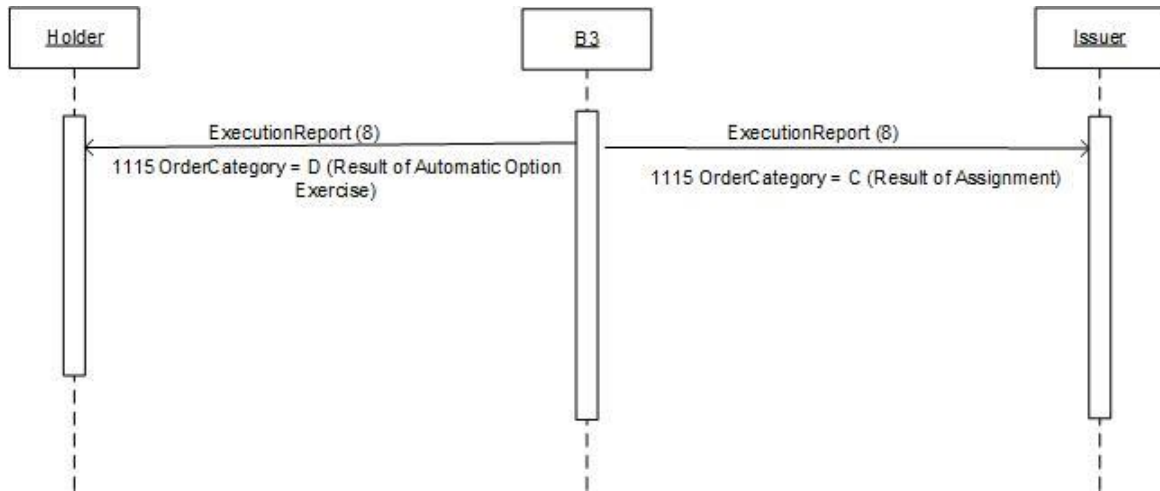 Holder
B3
Issuer
ExecutionReport (8)
1115 OrderCategory = D (Result of Automatic Option
Exercise)
ExecutionReport (8)
1115 OrderCategory = C (Result of Assignment)